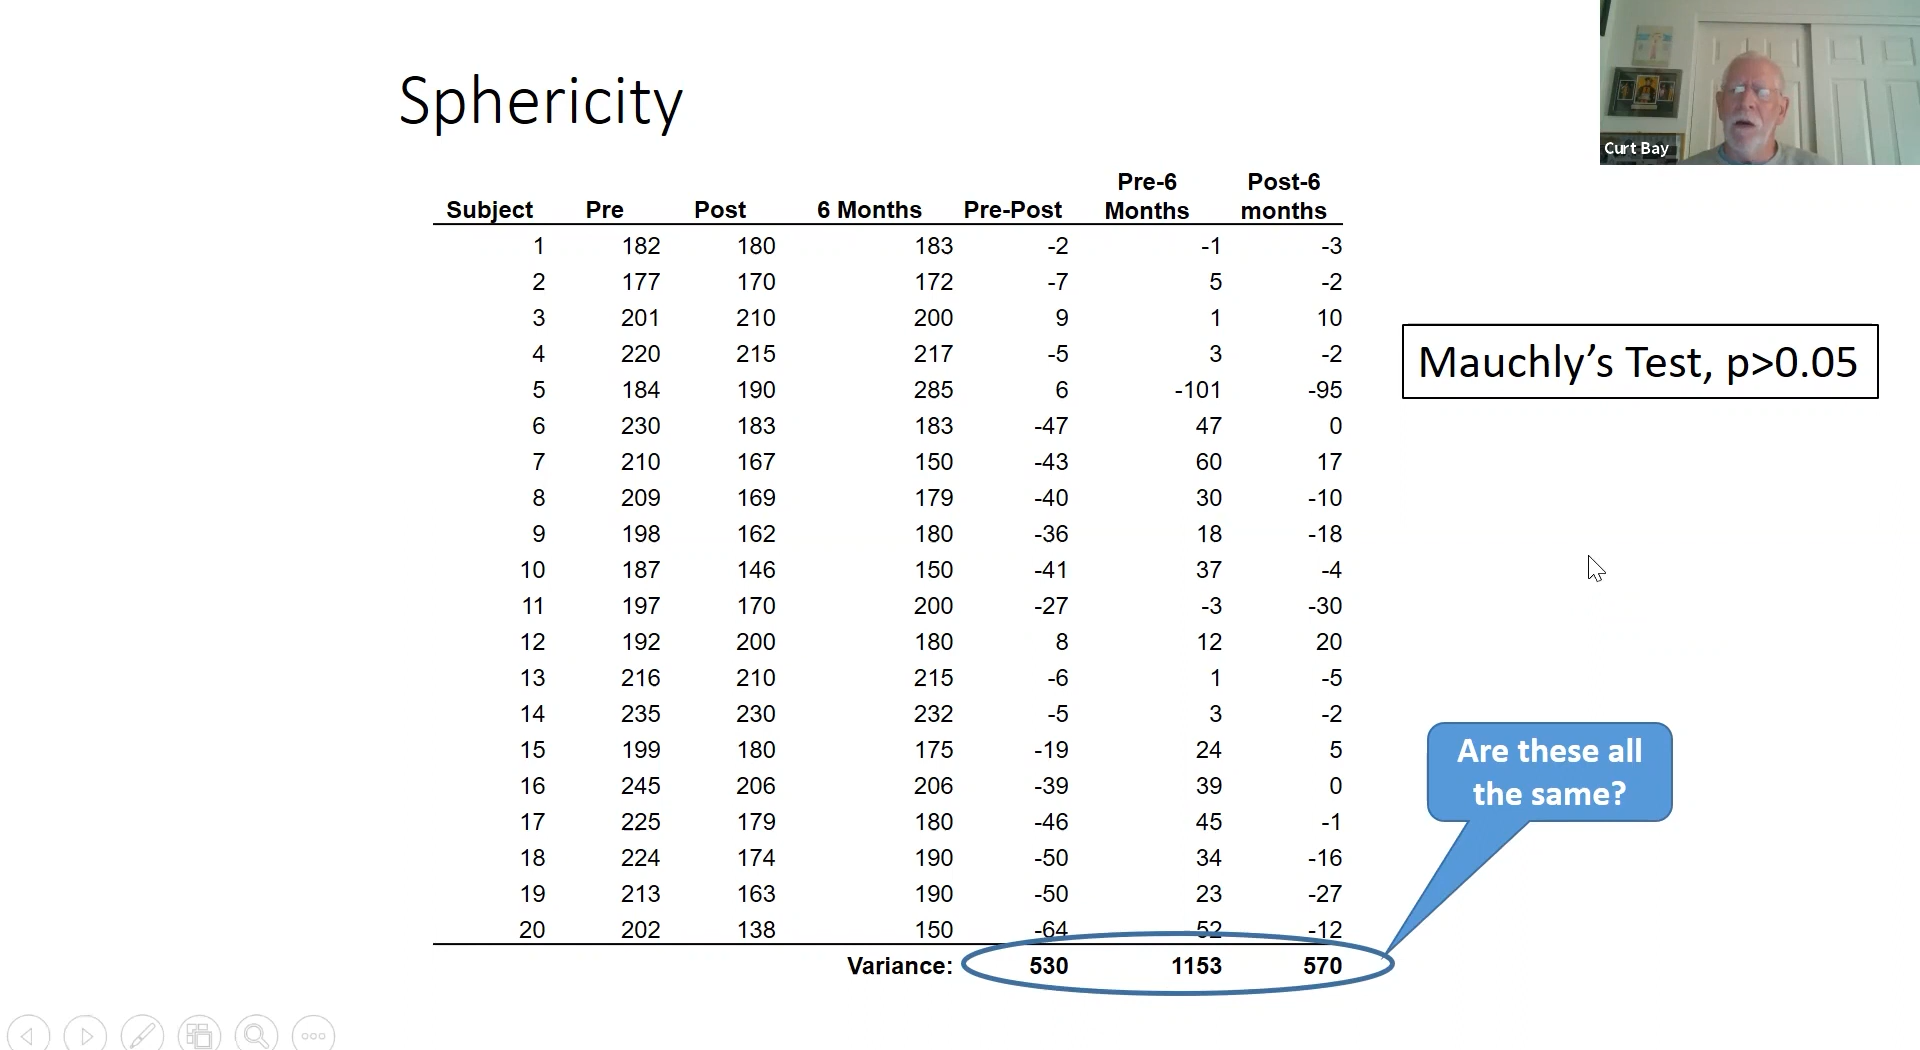 Sphericity
Curt Bay
Subject Pre Post 6 Months Pre-Post Pre-6 Months Post-6 months
1 182 180 183 -2 -1 -3
2 177 170 172 -7 5 -2
3 201 210 200 9 1 10
4 220 215 217 -5 3 -2
5 184 190 285 6 -101 -95
6 230 183 183 -47 47 0
7 210 167 150 -43 60 17
8 209 169 179 -40 30 -10
9 198 162 180 -36 18 -18
10 187 146 150 -41 37 -4
11 197 170 200 -27 -3 -30
12 192 200 180 8 12 20
13 216 210 215 -6 1 -5
14 235 230 232 -5 3 -2
15 199 180 175 -19 24 5
16 245 206 206 -39 39 0
17 225 179 180 -46 45 -1
18 224 174 190 -50 34 -16
19 213 163 190 -50 23 -27
20 202 138 150 -64 52 -12
Variance: 530 1153 570
Mauchly’s Test, p>0.05
Are these all
the same?